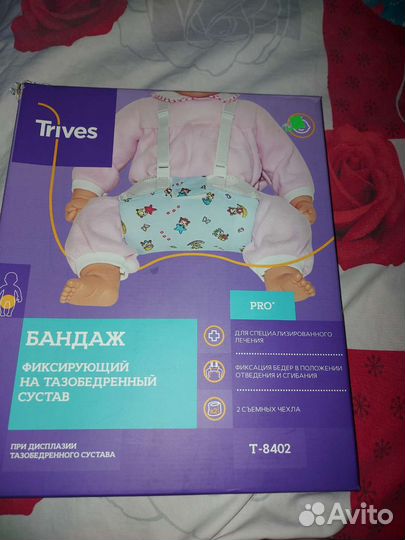 Trives
PRO+
БАНДАЖ
ФИКСИРУЮЩИЙ
НА ТАЗОБЕДРЕННЫЙ
СУСТАВ
ПРИ ДИСПЛАЗИИ
ТАЗОБЕДРЕННОГО СУСТАВА
ДЛЯ СПЕЦИАЛИЗИРОВАННОГО
ЛЕЧЕНИЯ
ФИКСАЦИЯ БЕДЕР В ПОЛОЖЕНИИ
ОТВЕДЕНИЯ И СГИБАНИЯ
2 СЪЕМНЫХ ЧЕХЛА
Т-8402
Avito